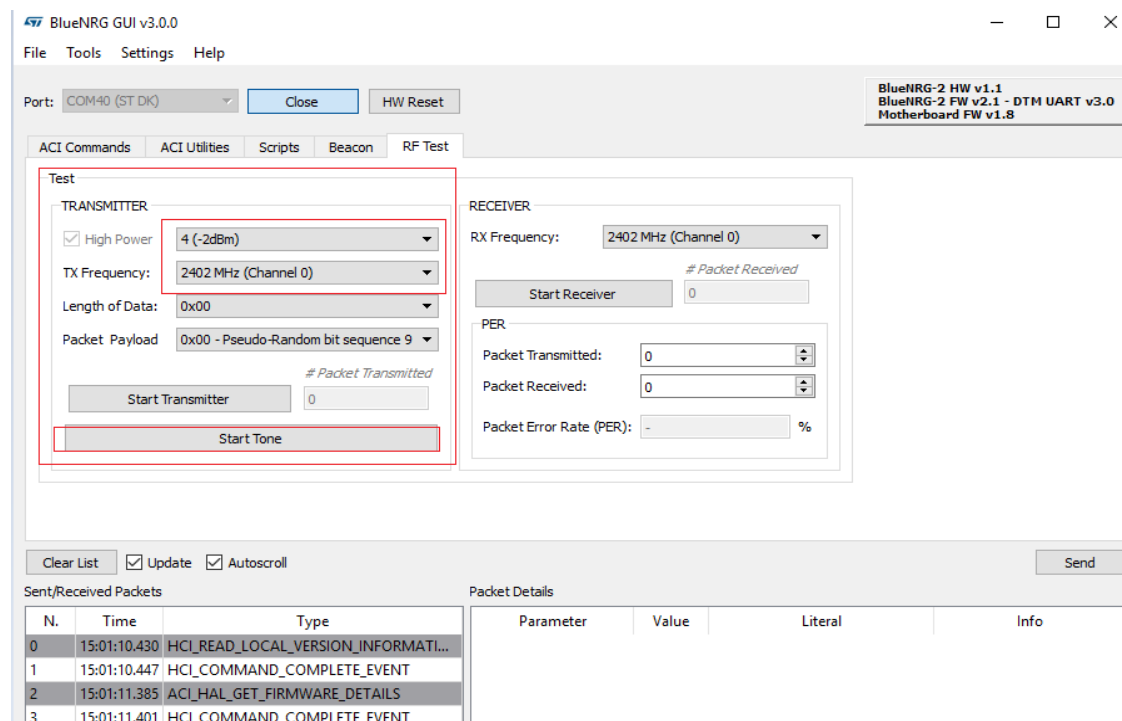 BlueNRG GUI v3.0.0
File Tools Settings Help
Port: COM40 (ST DK) Close HW Reset
BlueNRG-2 HW v1.1
BlueNRG-2 FW v2.1 - DTM UART v3.0
Motherboard FW v1.8
ACI Commands ACI Utilities Scripts Beacon RF Test
Test
TRANSMITTER
High Power 4 (-2dBm)
TX Frequency: 2402 MHz (Channel 0)
Length of Data: 0x00
Packet Payload 0x00 - Pseudo-Random bit sequence 9
# Packet Transmitted
Start Transmitter 0
Start Tone
RECEIVER
RX Frequency: 2402 MHz (Channel 0)
# Packet Received
Start Receiver 0
PER
Packet Transmitted: 0
Packet Received: 0
Packet Error Rate (PER): - %
Clear List Update Autoscroll Send
Sent/Received Packets
N. Time Type
0 15:01:10.430 HCI_READ_LOCAL_VERSION_INFORMATI...
1 15:01:10.447 HCI_COMMAND_COMPLETE_EVENT
2 15:01:11.385 ACI_HAL_GET_FIRMWARE_DETAILS
3 15:01:11.401 HCI_COMMAND_COMPLETE_EVENT
Packet Details
Parameter Value Literal Info